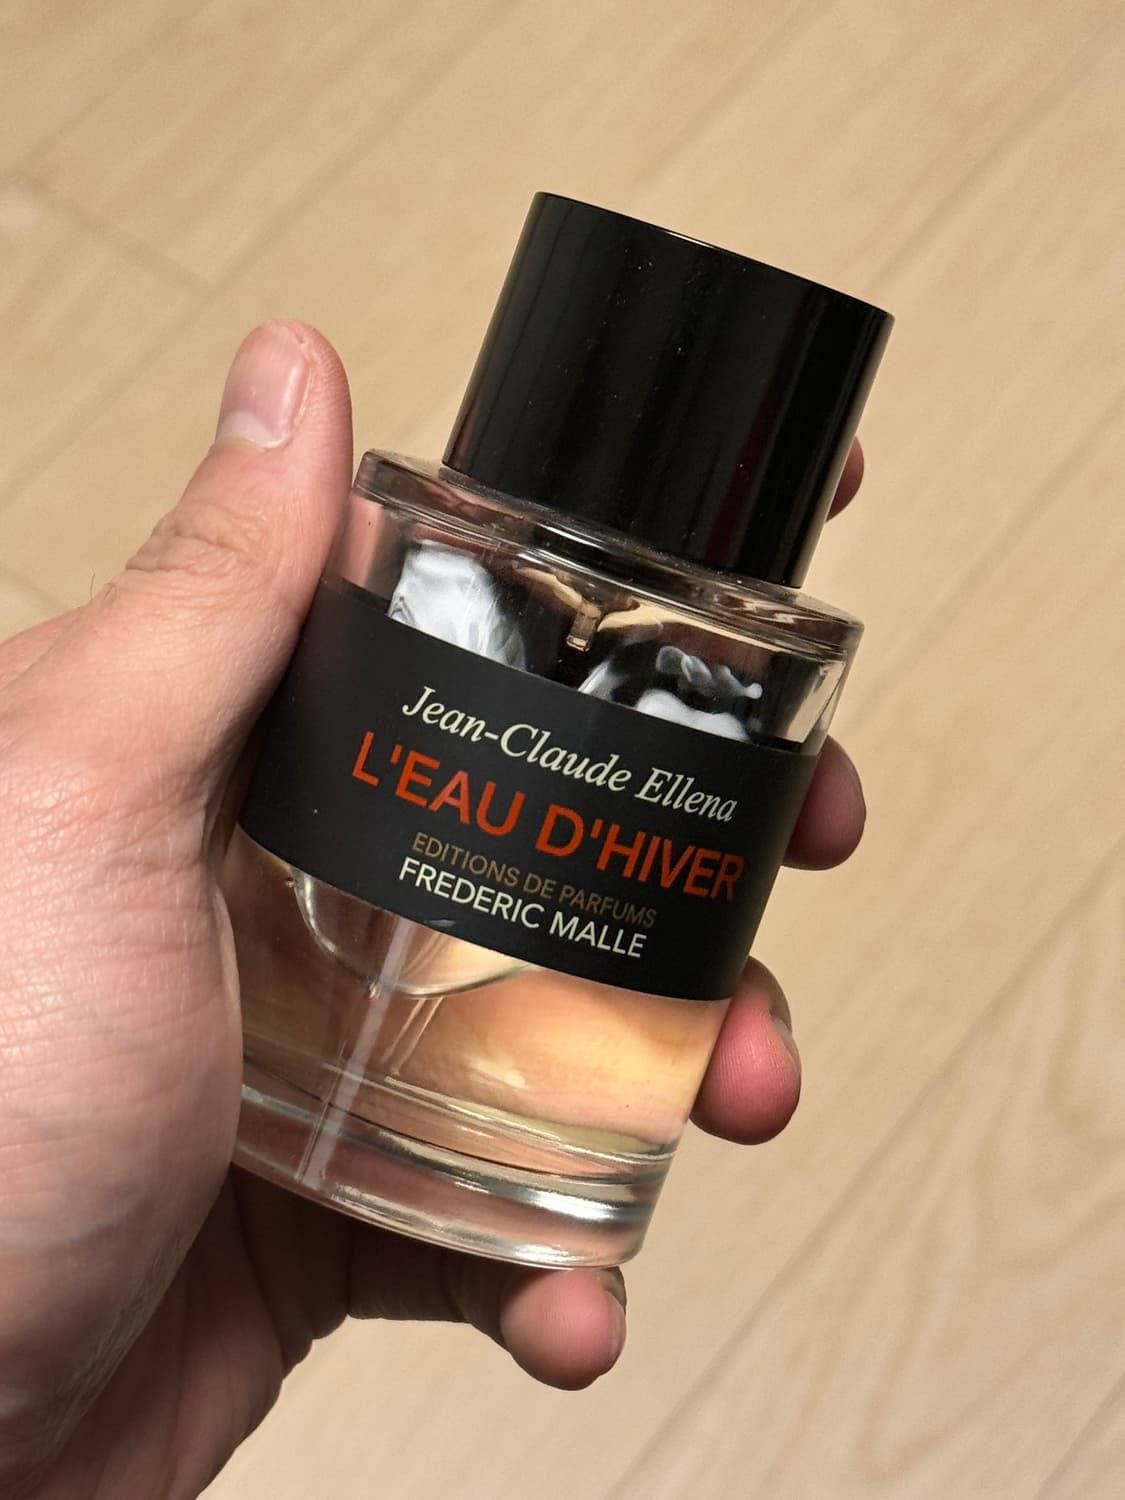 Jean-Claude Ellena
L'EAU D'HIVER
EDITIONS DE PARFUMS
FREDERIC MALLE